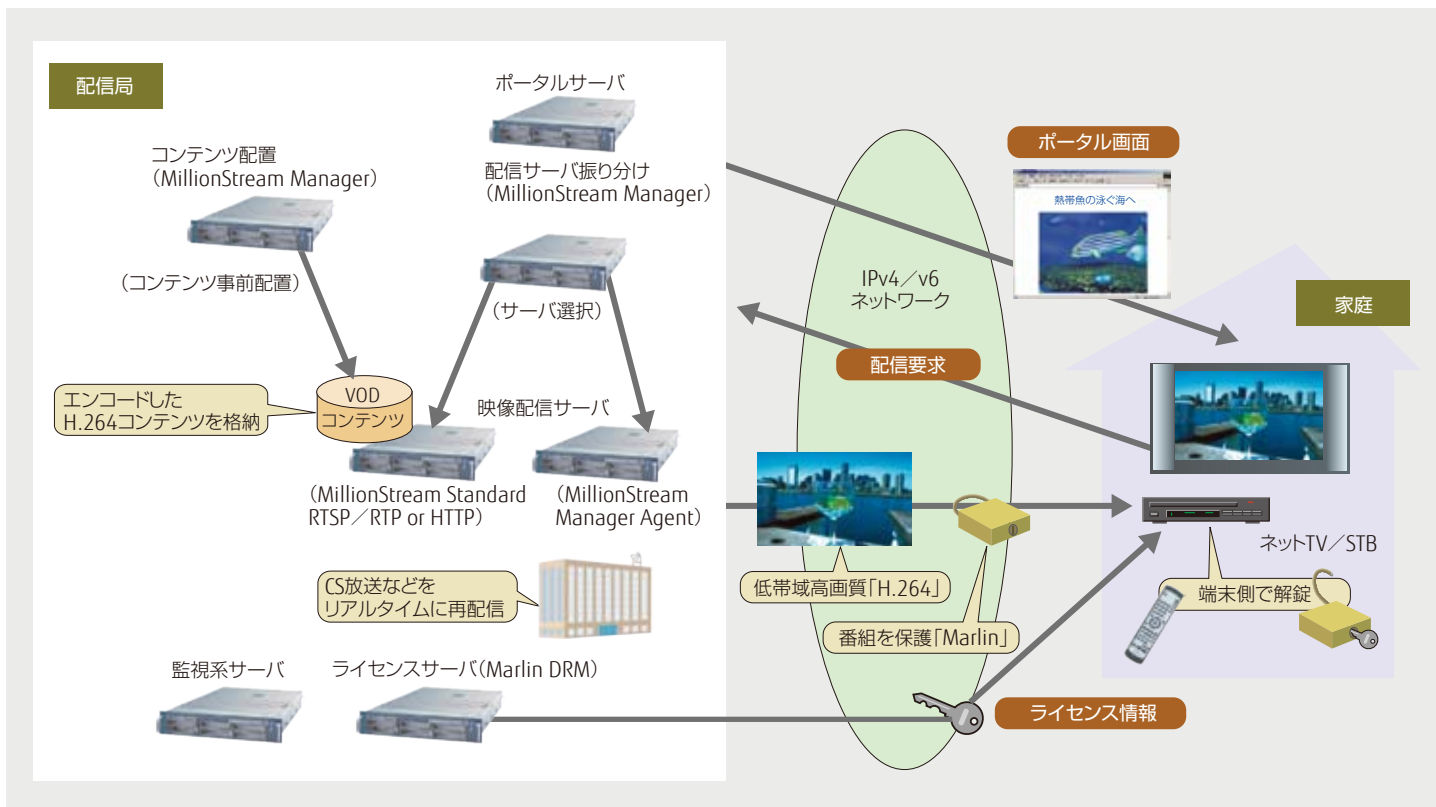 配信局
ポータルサーバ
コンテンツ配置
(MillionStream Manager)
配信サーバ振り分け
(MillionStream Manager)
(コンテンツ事前配置)
(サーバ選択)
エンコードした
H.264コンテンツを格納
VOD
コンテンツ
映像配信サーバ
(MillionStream Standard
RTSP/RTP or HTTP)
(MillionStream
Manager Agent)
CS放送などを
リアルタイムに再配信
監視系サーバ
ライセンスサーバ(Marlin DRM)
IPv4/v6
ネットワーク
ポータル画面
熱帯魚の泳ぐ海へ
配信要求
低帯域高画質「H.264」
番組を保護「Marlin」
ライセンス情報
家庭
ネットTV/STB
端末側で解錠